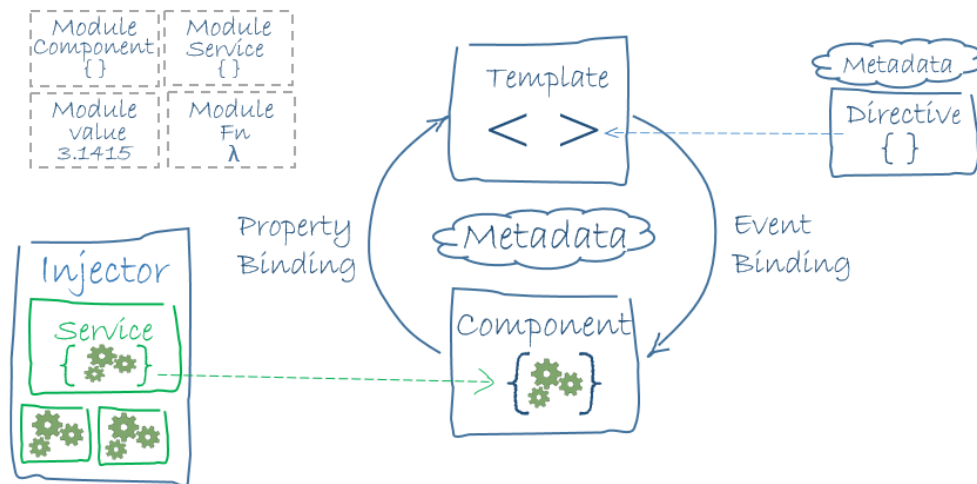 Module
Component
{ }
Module
Service
{ }
Module
value
3.1415
Module
Fn
λ
Template
< >
Metadata
Directive
{ }
Property
Binding
Metadata
Event
Binding
Injector
Service
{ }
Component
{ }